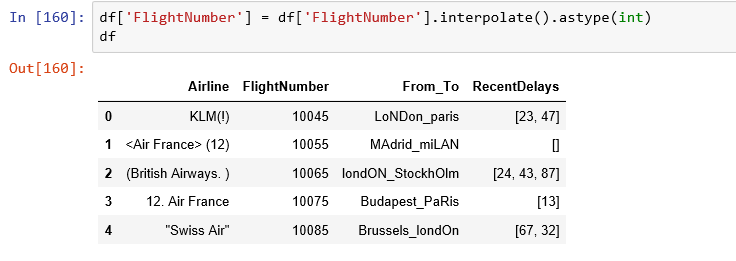 In [160]: df['FlightNumber'] = df['FlightNumber'].interpolate().astype(int)
df
Out[160]:
Airline FlightNumber From_To RecentDelays
0 KLM(!) 10045 LoNDon_paris [23, 47]
1 <Air France> (12) 10055 MAdrid_miLAN []
2 (British Airways. ) 10065 londON_StockhOlm [24, 43, 87]
3 12. Air France 10075 Budapest_PaRis [13]
4 "Swiss Air" 10085 Brussels_londOn [67, 32]